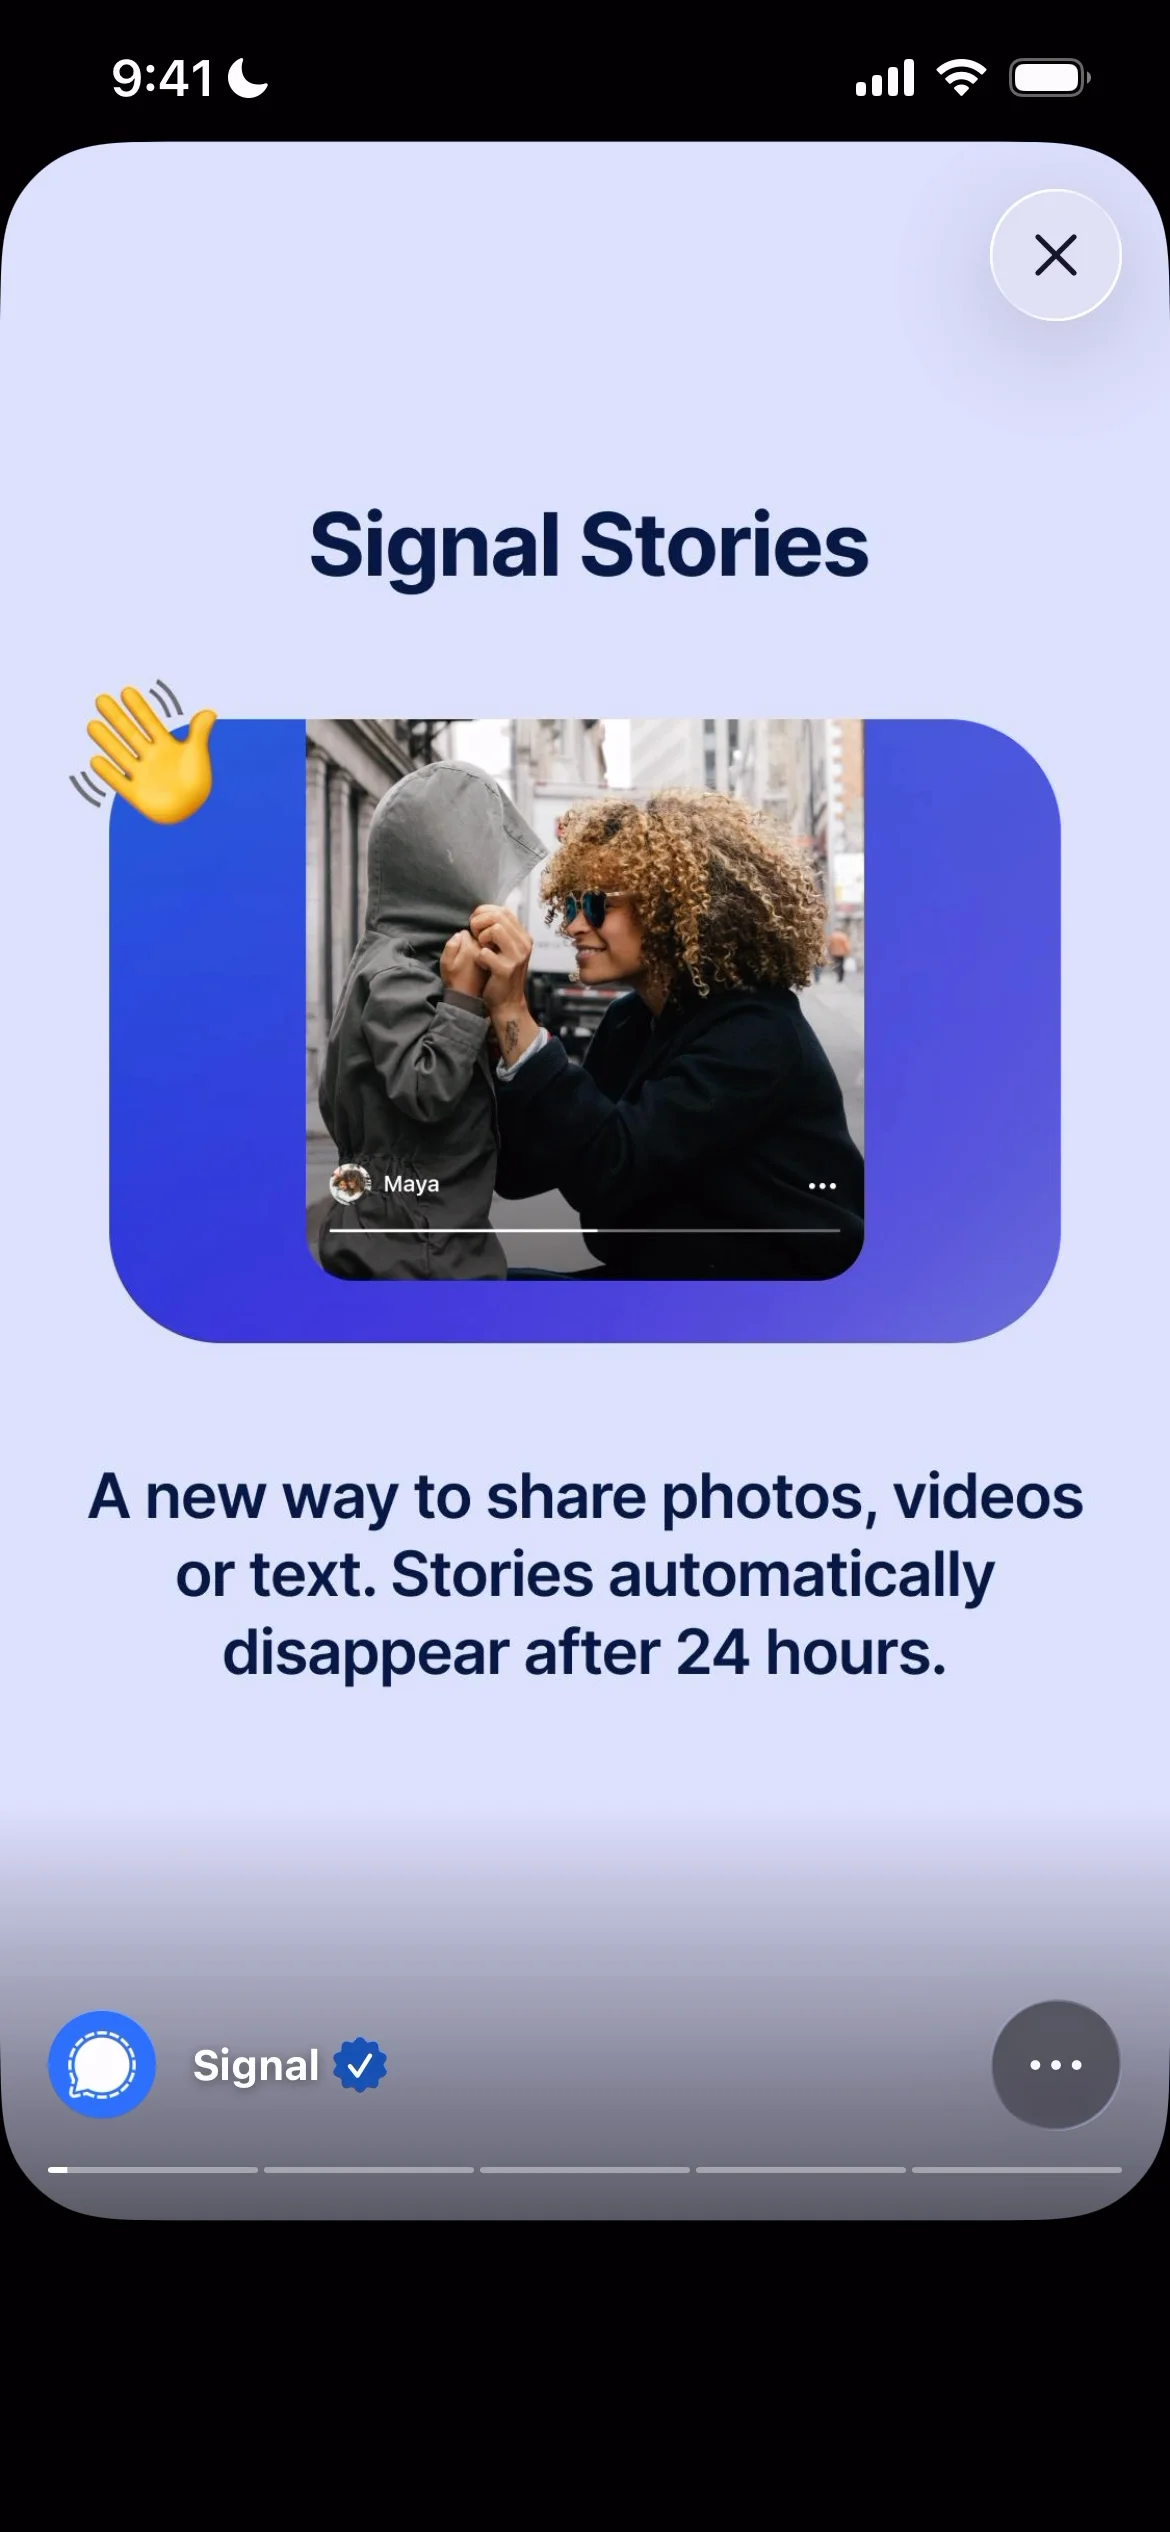 9:41
Signal Stories
Maya
A new way to share photos, videos
or text. Stories automatically
disappear after 24 hours.
Signal